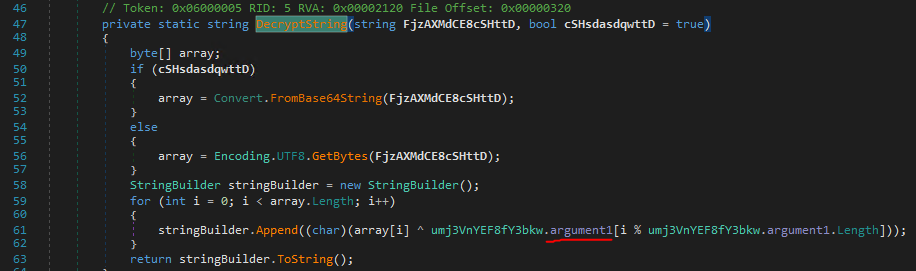 46 // Token: 0x06000005 RID: 5 RVA: 0x00002120 File Offset: 0x00000320
47 private static string DecryptString(string FjzAXMdCE8cSHttD, bool cSHsdasdqwttD = true)
48 {
49 byte[] array;
50 if (cSHsdasdqwttD)
51 {
52 array = Convert.FromBase64String(FjzAXMdCE8cSHttD);
53 }
54 else
55 {
56 array = Encoding.UTF8.GetBytes(FjzAXMdCE8cSHttD);
57 }
58 StringBuilder stringBuilder = new StringBuilder();
59 for (int i = 0; i < array.Length; i++)
60 {
61 stringBuilder.Append((char)(array[i] ^ umj3VnYEF8fY3bkw.argument1[i % umj3VnYEF8fY3bkw.argument1.Length]));
62 }
63 return stringBuilder.ToString();
64 }